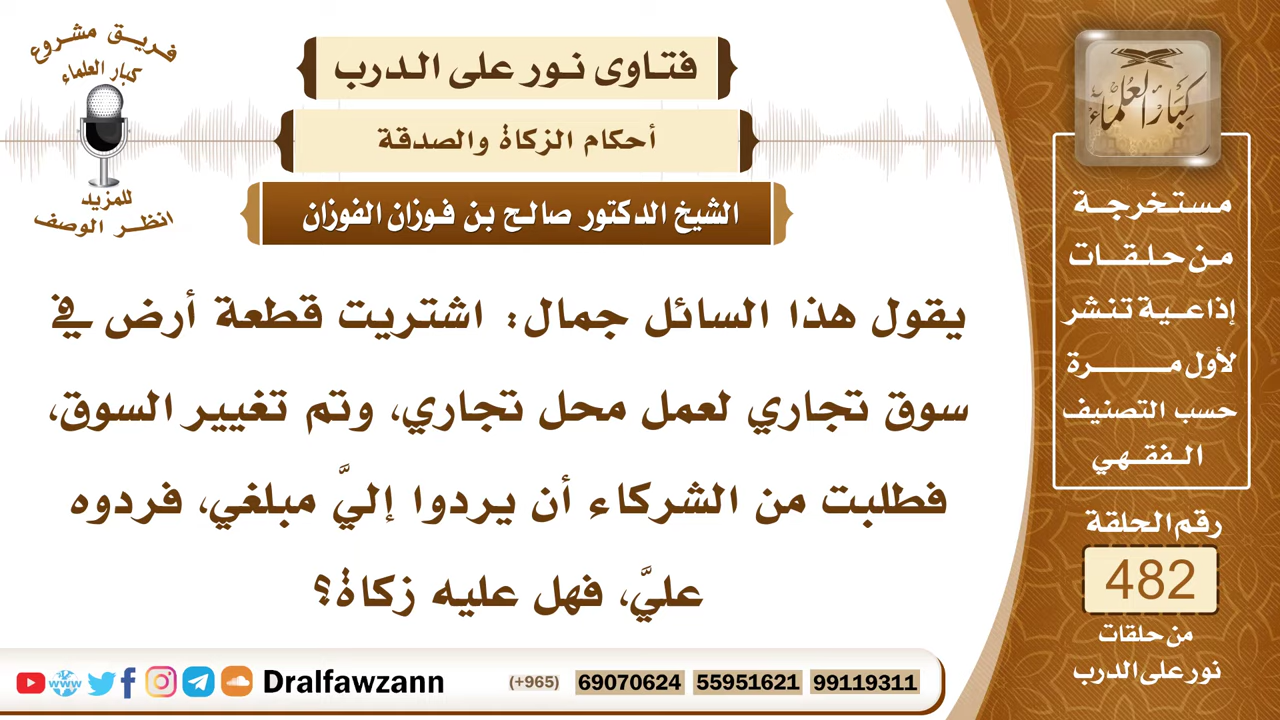 فريق مشروع
كبار العلماء
للمزيد
انظر الوصف
فتاوى نور على الدرب
أحكام الزكاة والصدقة
الشيخ الدكتور صالح بن فوزان الفوزان
يقول هذا السائل جمال: اشتريت قطعة أرض في
سوق تجاري لعمل محل تجاري، وتم تغيير السوق،
فطلبت من الشركاء أن يردوا إليَّ مبلغي، فردوه
عليَّ، فهل عليه زكاة؟
كبار العلماء
مستخرجة
من حلقات
إذاعية تنشر
لأول مرة
حسب التصنيف
الفقهي
رقم الحلقة
482
من حلقات
نور على الدرب
www Dralfawzann (+965) 69070624 55951621 99119311